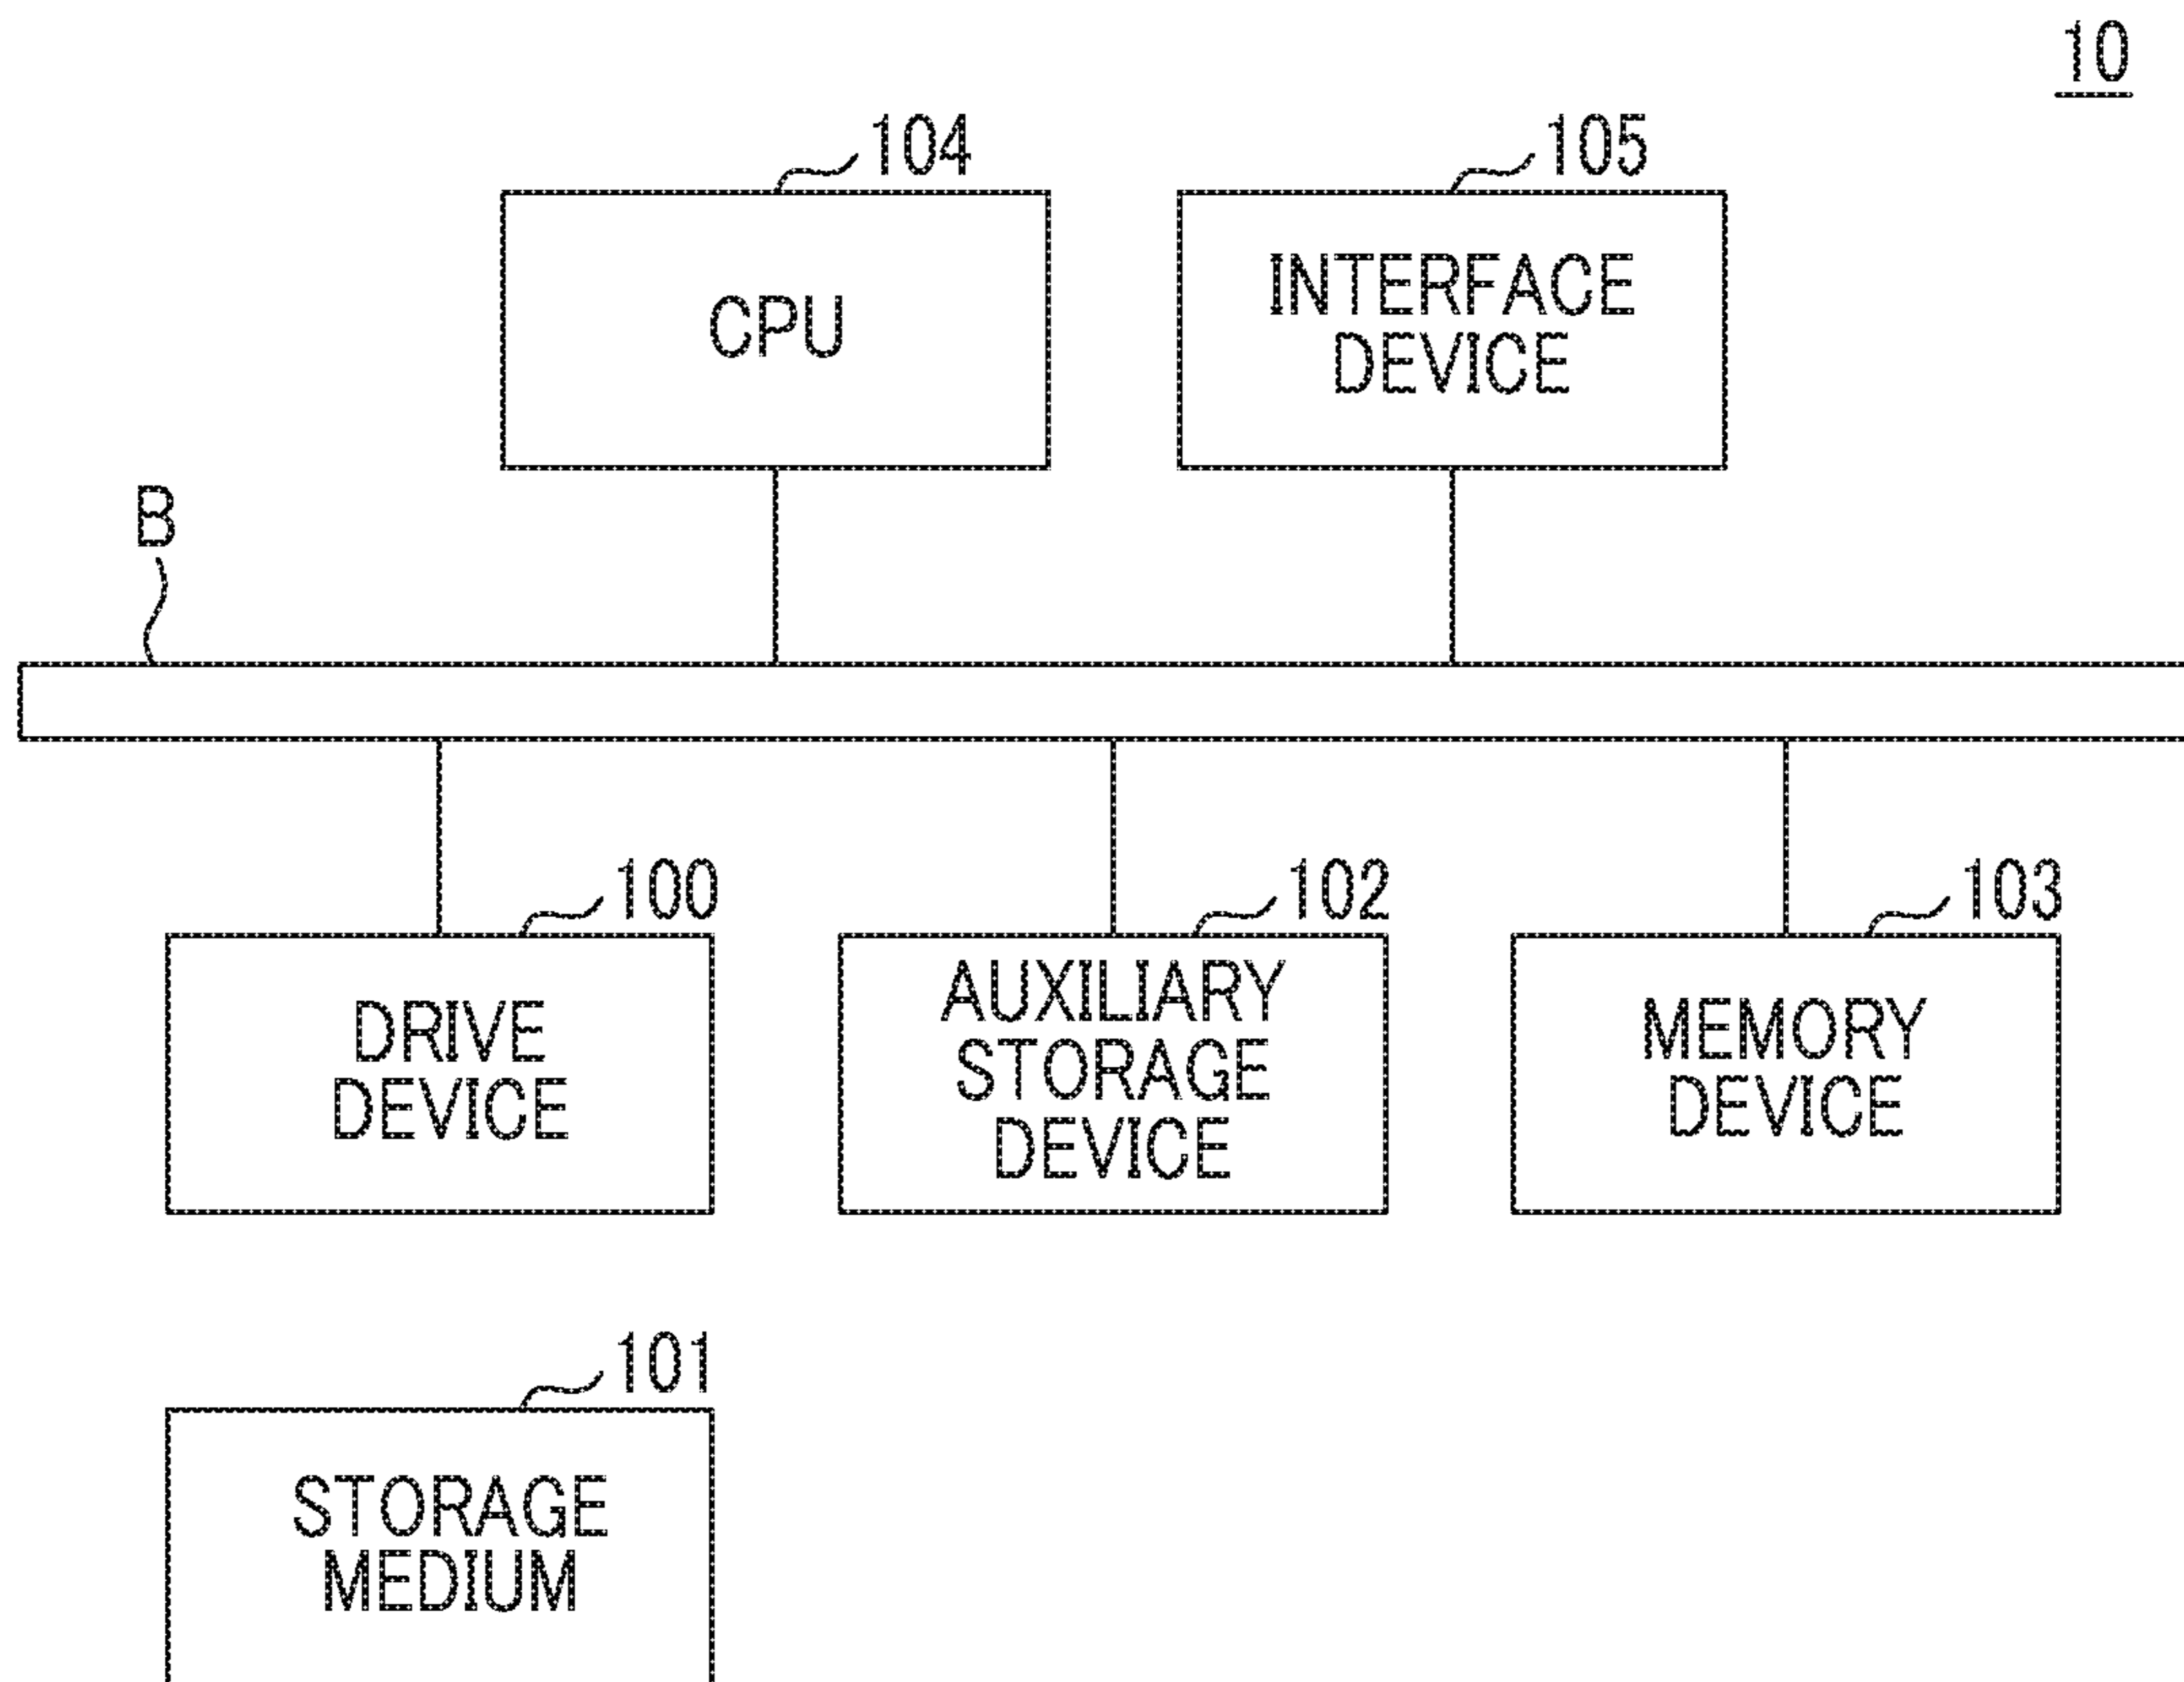 10
104
105
CPU
INTERFACE
DEVICE
B
100
102
103
DRIVE
DEVICE
AUXILIARY
STORAGE
DEVICE
MEMORY
DEVICE
101
STORAGE
MEDIUM